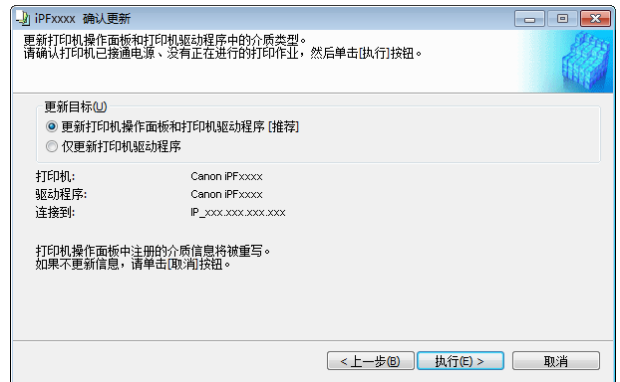 iPFxxxx 确认更新
更新打印机操作面板和打印机驱动程序中的介质类型。
请确认打印机已接通电源、没有正在进行的打印作业，然后单击[执行]按钮。
更新目标(U)
更新打印机操作面板和打印机驱动程序 [推荐]
仅更新打印机驱动程序
打印机: Canon iPFxxxx
驱动程序: Canon iPFxxxx
连接到: IP_xxx.xxx.xxx.xxx
打印机操作面板中注册的介质信息将被重写。
如果不更新信息，请单击[取消]按钮。
<上一步(B) 执行(E) > 取消